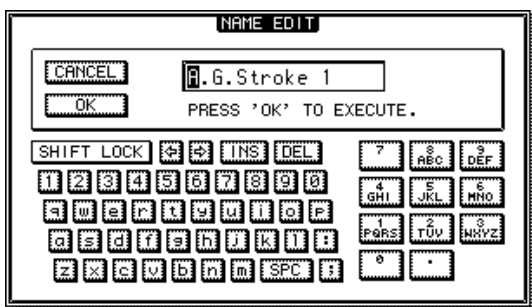 NAME EDIT
CANCEL
A.G.Stroke 1
OK
PRESS 'OK' TO EXECUTE.
SHIFT LOCK INS DEL
1 2 3 4 5 6 7 8 9 0
q w e r t y u i o p
a s d f g h j k l :
z x c v b n m SPC ;
7 8 ABC 9 DEF
4 GHI 5 JKL 6 MNO
1 PQRS 2 TUV 3 WXYZ
0 .